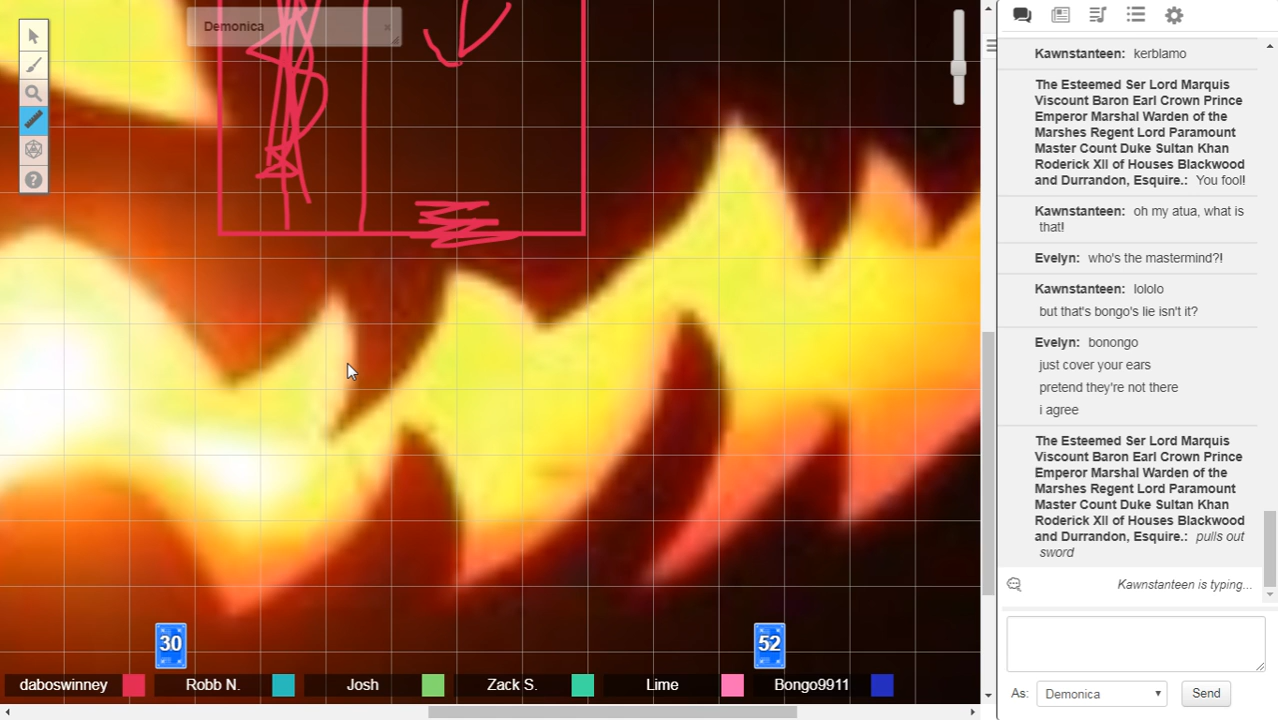 Demonica ×
Kawnstanteen: kerblamo
The Esteemed Ser Lord Marquis
Viscount Baron Earl Crown Prince
Emperor Marshal Warden of the
Marshes Regent Lord Paramount
Master Count Duke Sultan Khan
Roderick XII of Houses Blackwood
and Durrandon, Esquire.: You fool!
Kawnstanteen: oh my atua, what is
that!
Evelyn: who's the mastermind?!
Kawnstanteen: lololo
but that's bongo's lie isn't it?
Evelyn: bonongo
just cover your ears
pretend they're not there
i agree
The Esteemed Ser Lord Marquis
Viscount Baron Earl Crown Prince
Emperor Marshal Warden of the
Marshes Regent Lord Paramount
Master Count Duke Sultan Khan
Roderick XII of Houses Blackwood
and Durrandon, Esquire.: pulls out
sword
Kawnstanteen is typing...
30
52
daboswinney
Robb N.
Josh
Zack S.
Lime
Bongo9911
As: Demonica
Send